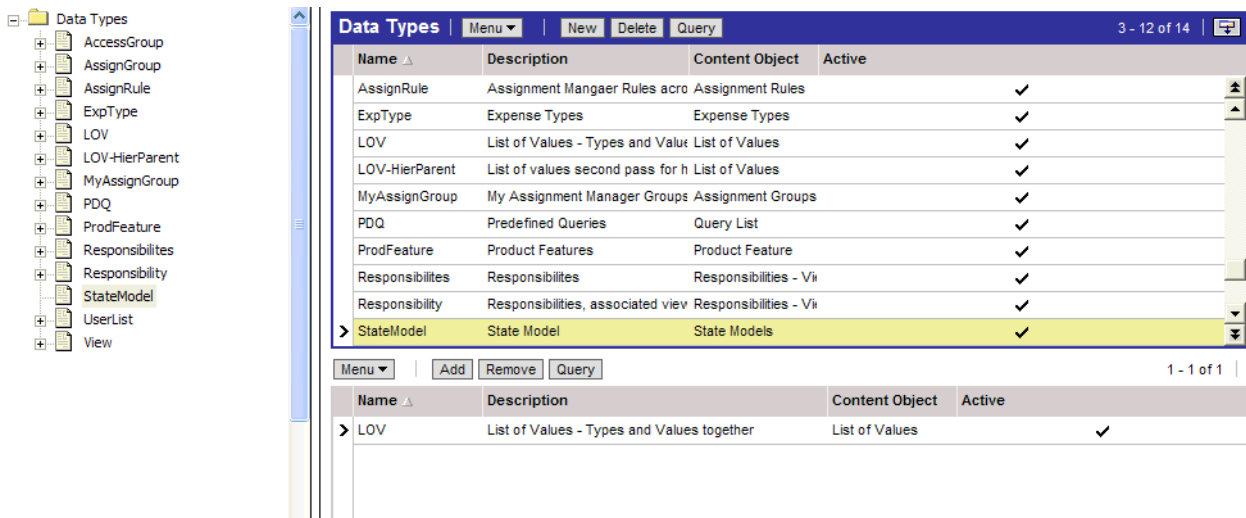 Data Types
AccessGroup
AssignGroup
AssignRule
ExpType
LOV
LOV-HierParent
MyAssignGroup
PDQ
ProdFeature
Responsibilites
Responsibility
StateModel
UserList
View
Data Types Menu New Delete Query 3 - 12 of 14
Name Description Content Object Active
AssignRule Assignment Mangaer Rules acro Assignment Rules
ExpType Expense Types Expense Types
LOV List of Values - Types and Value List of Values
LOV-HierParent List of values second pass for h List of Values
MyAssignGroup My Assignment Manager Groups Assignment Groups
PDQ Predefined Queries Query List
ProdFeature Product Features Product Feature
Responsibilites Responsibilites Responsibilities - Vi
Responsibility Responsibilities, associated view Responsibilities - Vi
StateModel State Model State Models
Menu Add Remove Query 1 - 1 of 1
Name Description Content Object Active
LOV List of Values - Types and Values together List of Values